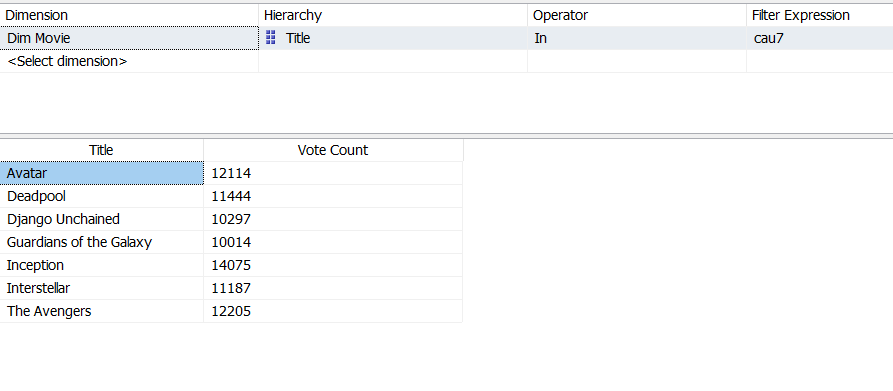 Dimension Hierarchy Operator Filter Expression
Dim Movie Title In cau7
<Select dimension>
Title Vote Count
Avatar 12114
Deadpool 11444
Django Unchained 10297
Guardians of the Galaxy 10014
Inception 14075
Interstellar 11187
The Avengers 12205